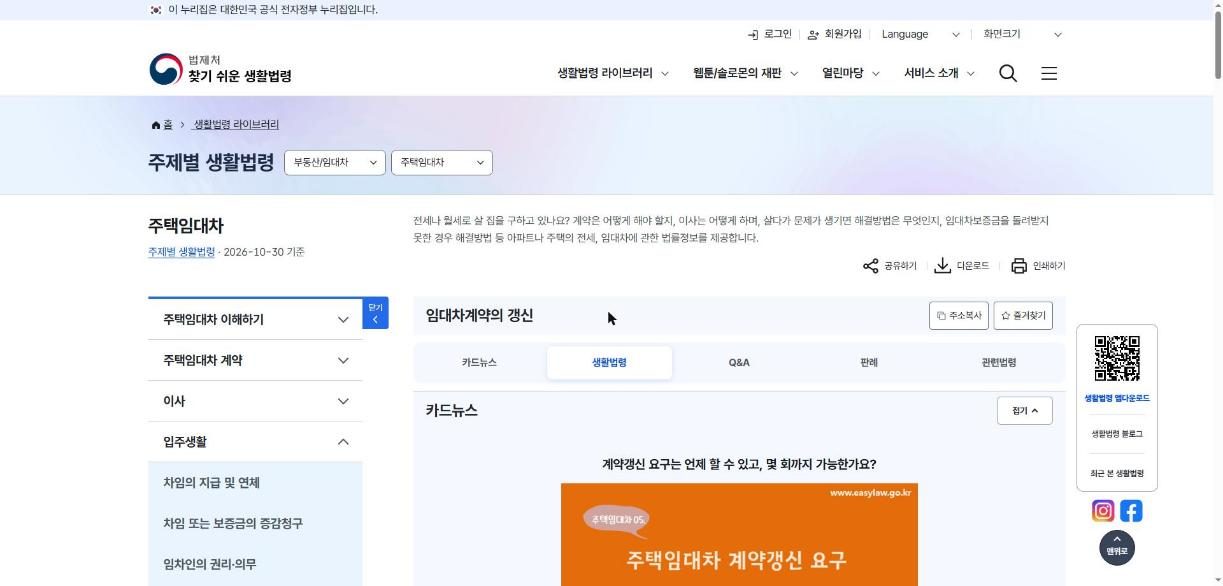 이 누리집은 대한민국 공식 전자정부 누리집입니다.
로그인 회원가입 Language 화면크기
법제처
찾기 쉬운 생활법령
생활법령 라이브러리 웹툰/솔로몬의 재판 열린마당 서비스 소개
홈 > 생활법령 라이브러리
주제별 생활법령 부동산/임대차 주택임대차
주택임대차
주제별 생활법령 · 2026-10-30 기준
전세나 월세로 살 집을 구하고 있나요? 계약은 어떻게 해야 할지, 이사는 어떻게 하며, 살다가 문제가 생기면 해결방법은 무엇인지, 임대차보증금을 돌려받지
못한 경우 해결방법 등 아파트나 주택의 전세, 임대차에 관한 법률정보를 제공합니다.
공유하기 다운로드 인쇄하기
닫기
주택임대차 이해하기
주택임대차 계약
이사
입주생활
차임의 지급 및 연체
차임 또는 보증금의 증감청구
임차인의 권리·의무
임대차계약의 갱신 주소복사 즐겨찾기
카드뉴스 생활법령 Q&A 판례 관련법령
카드뉴스 접기
계약갱신 요구는 언제 할 수 있고, 몇 회까지 가능한가요?
www.easylaw.go.kr
주택임대차 05.
주택임대차 계약갱신 요구
생활법령 앱다운로드
생활법령 블로그
최근 본 생활법령
맨위로